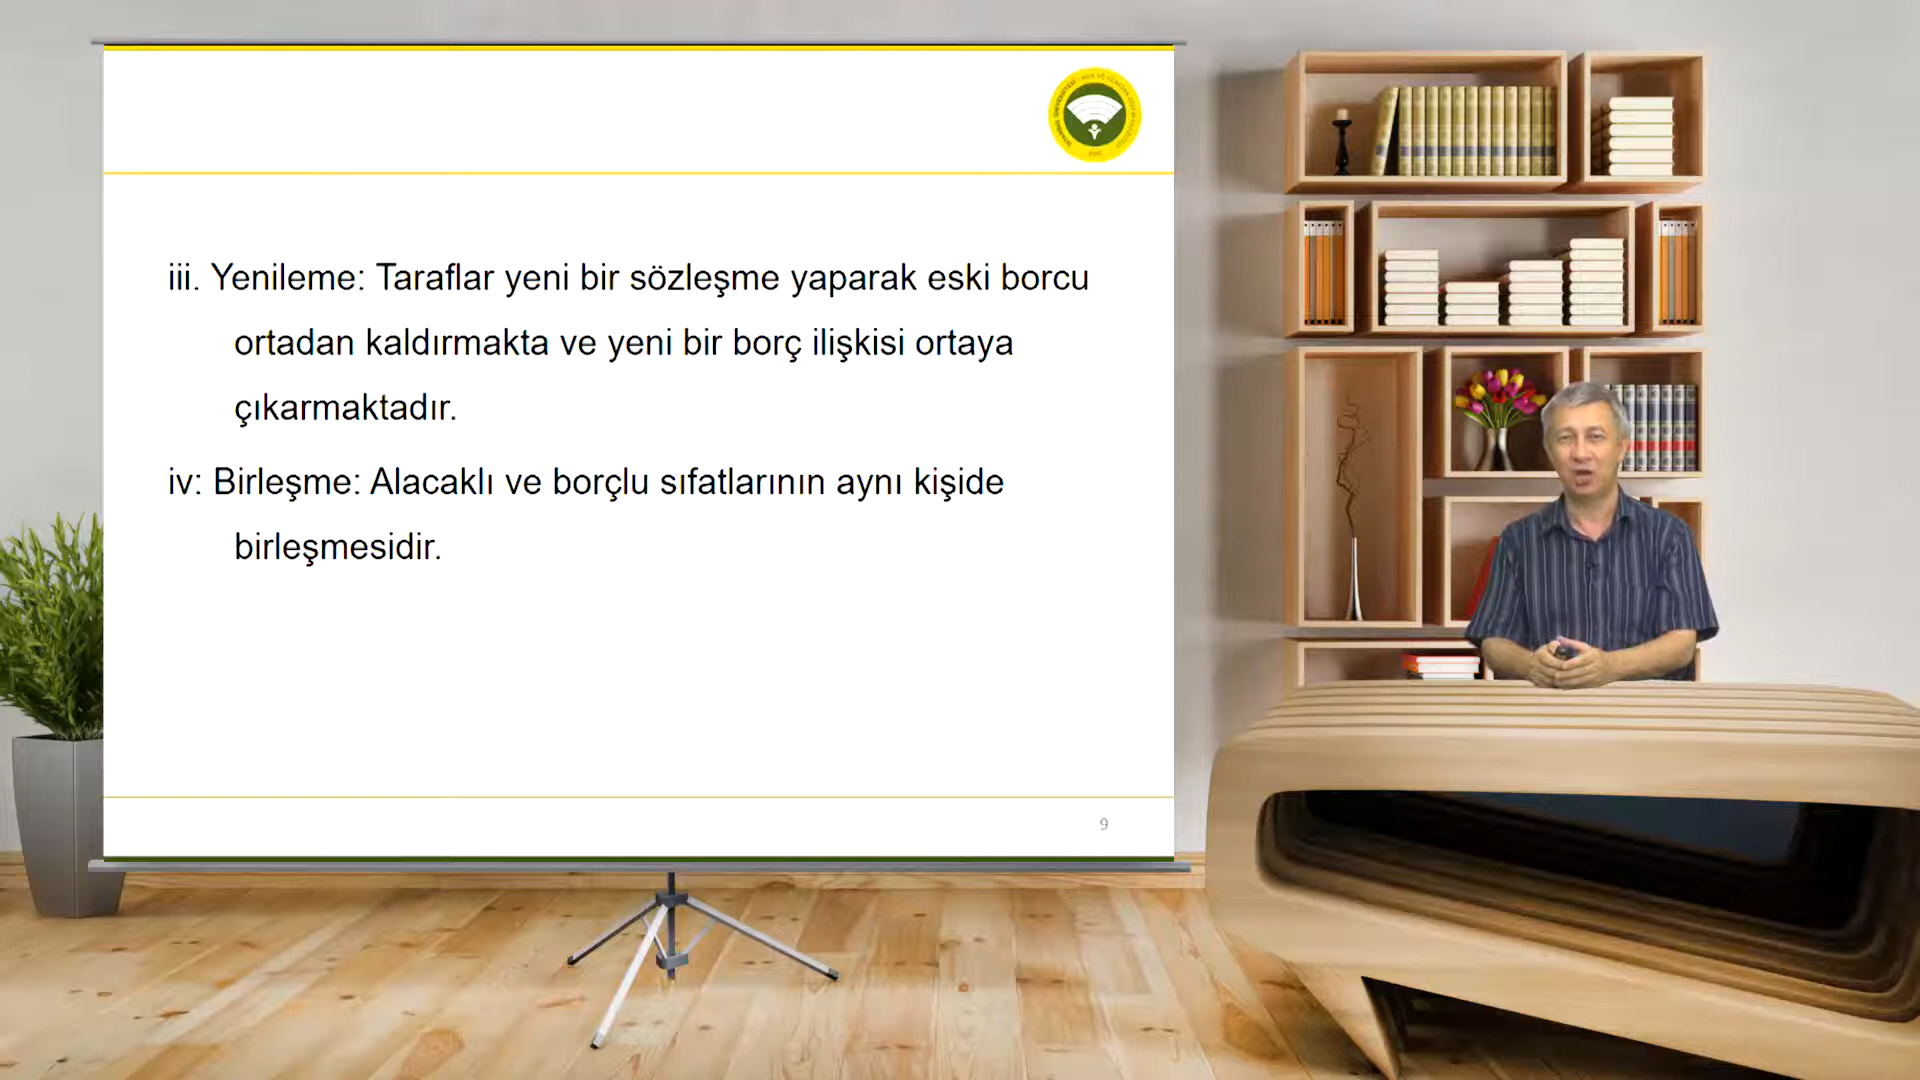 iii. Yenileme: Taraflar yeni bir sözleşme yaparak eski borcu
ortadan kaldırmakta ve yeni bir borç ilişkisi ortaya
çıkarmaktadır.
iv: Birleşme: Alacaklı ve borçlu sıfatlarının aynı kişide
birleşmesidir.
9